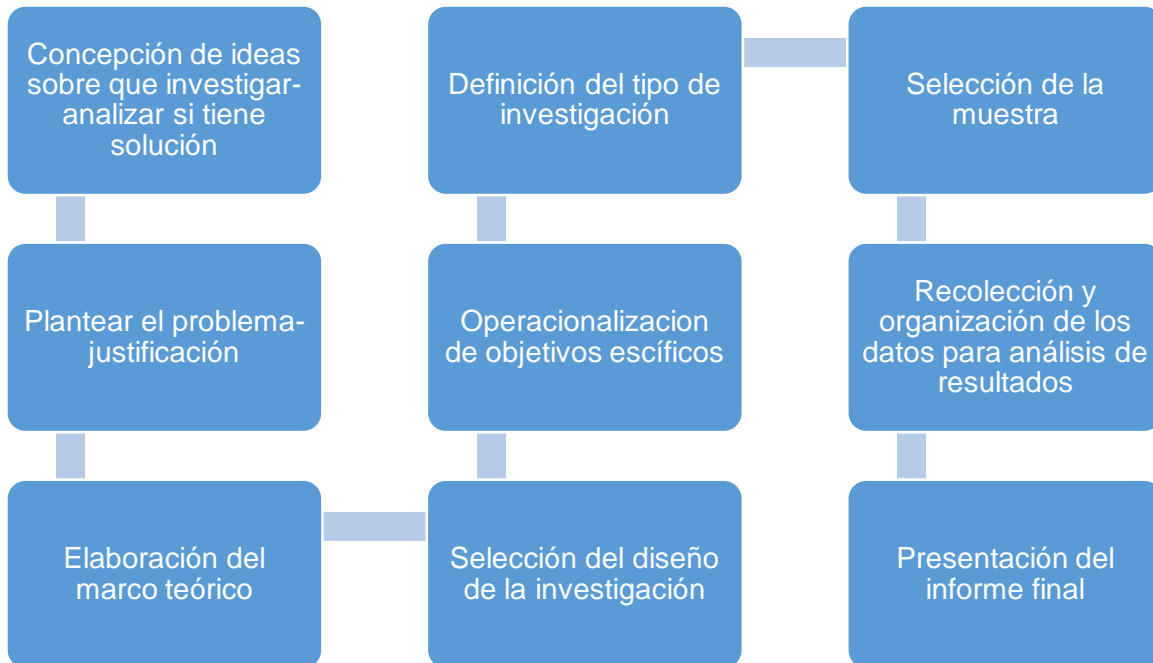 Concepción de ideas
sobre que investigar-
analizar si tiene
solución
Plantear el problema-
justificación
Elaboración del
marco teórico
Selección del diseño
de la investigación
Operacionalizacion
de objetivos escíficos
Definición del tipo de
investigación
Selección de la
muestra
Recolección y
organización de los
datos para análisis de
resultados
Presentación del
informe final